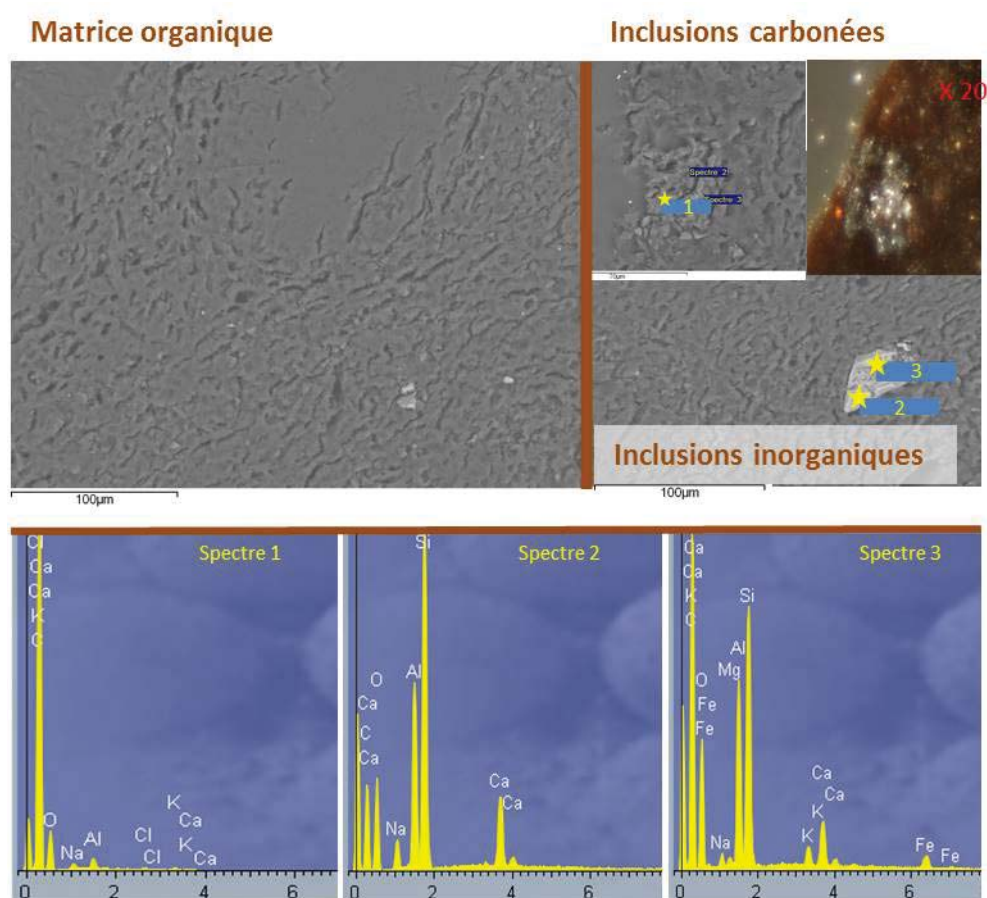 Matrice organique
Inclusions carbonées
X 20
Spectre 2
Spectre 3
1
70µm
3
2
Inclusions inorganiques
100µm
100µm
Spectre 1
Cl
Ca
Ca
K
C
O
Na
Al
Cl
Cl
K
Ca
K
Ca
0 2 4 6
Spectre 2
Si
Al
O
Ca
C
Ca
Na
Ca
Ca
0 2 4 6
Spectre 3
Ca
Ca
K
C
Si
Al
Mg
O
Fe
Fe
Na
Ca
Ca
K
K
Fe
Fe
0 2 4 6